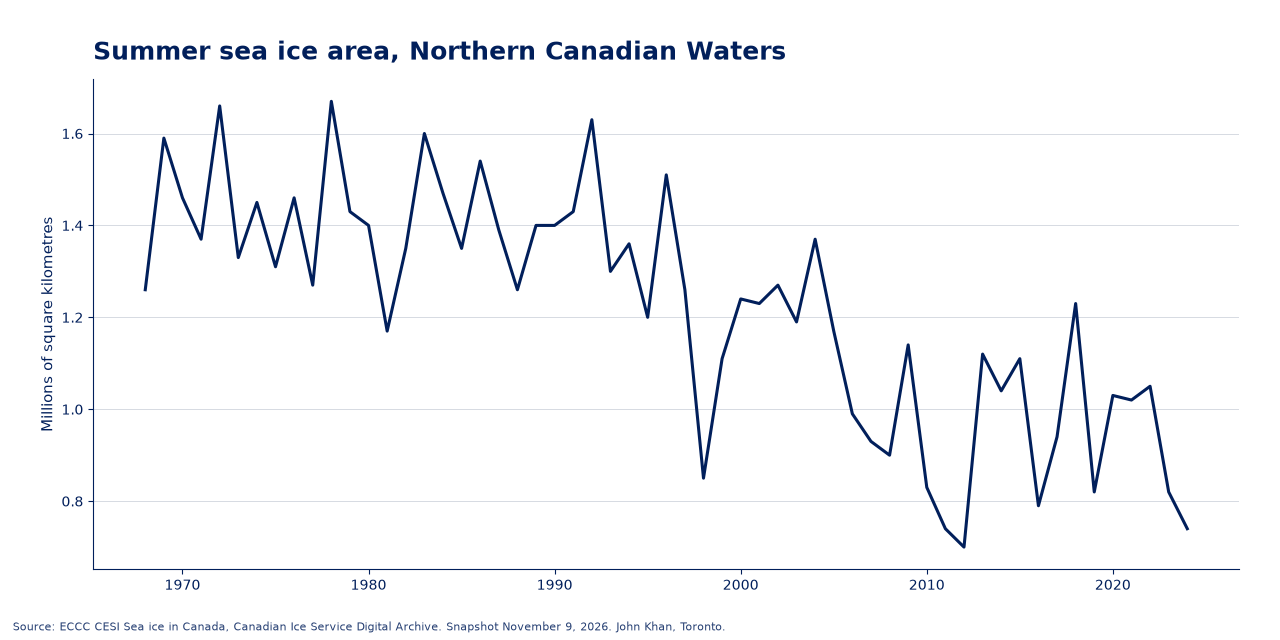 Summer sea ice area, Northern Canadian Waters
Millions of square kilometres
1.6
1.4
1.2
1.0
0.8
1970 1980 1990 2000 2010 2020
Source: ECCC CESI Sea ice in Canada, Canadian Ice Service Digital Archive. Snapshot November 9, 2026. John Khan, Toronto.